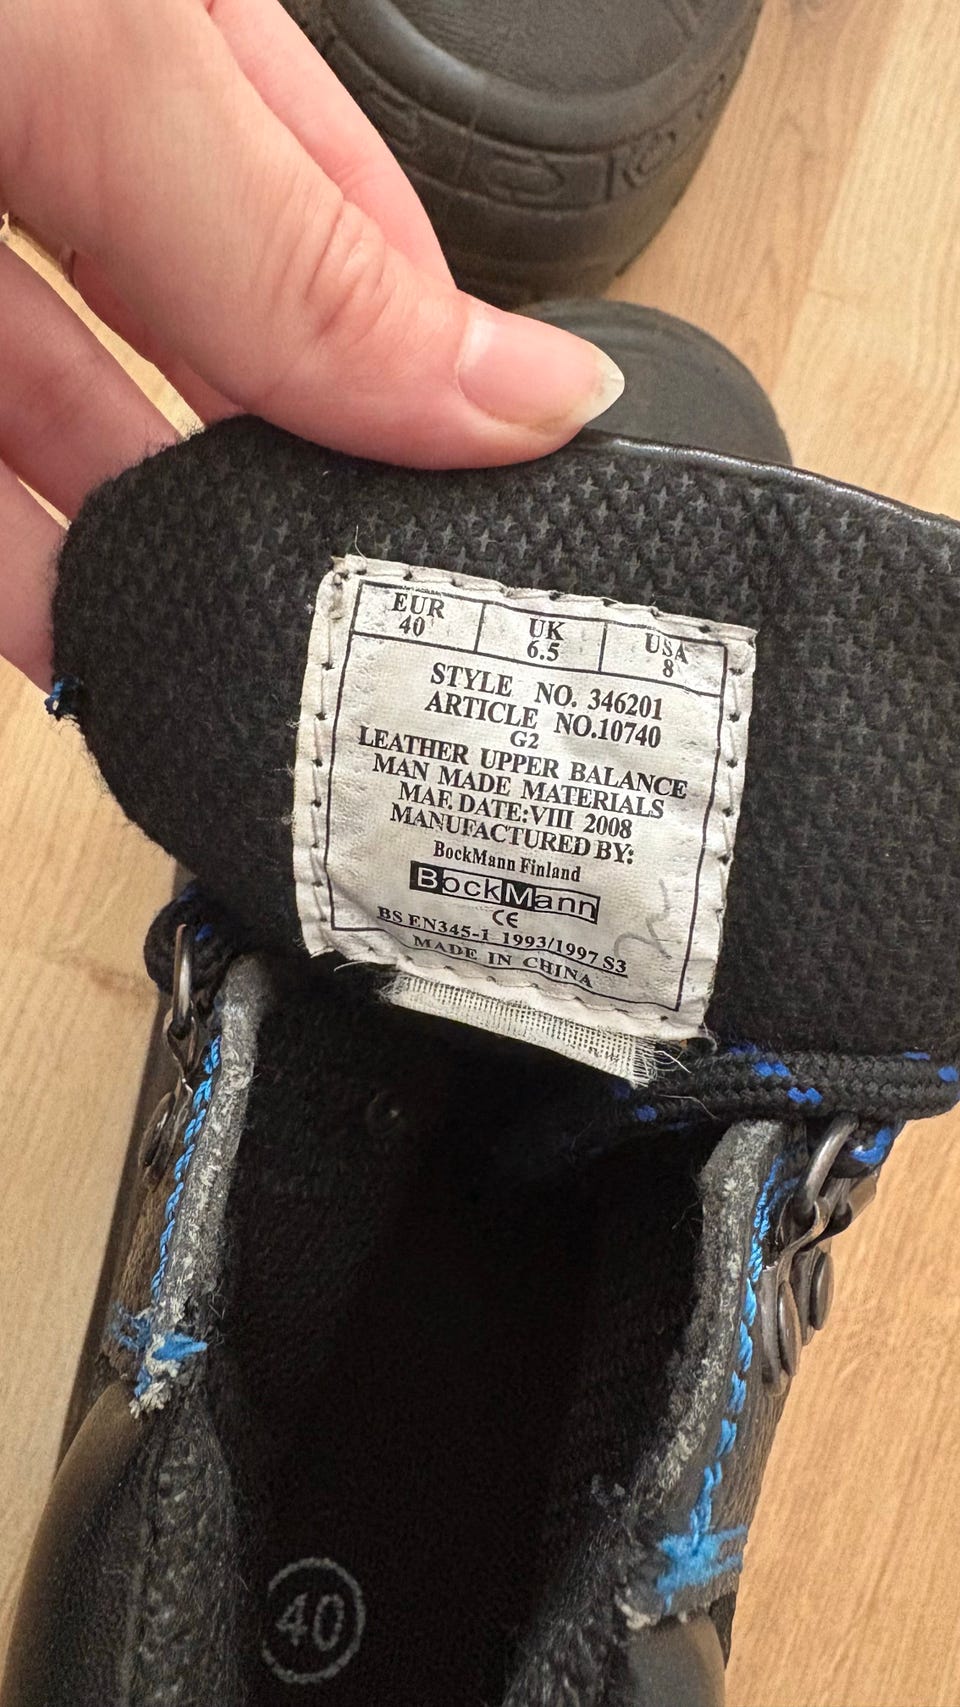 EUR 40
UK 6.5
USA 8
STYLE NO. 346201
ARTICLE NO.10740
G2
LEATHER UPPER BALANCE
MAN MADE MATERIALS
MAF. DATE:VIII 2008
MANUFACTURED BY:
BockMann Finland
BockMann
CE
BS EN345-1 1993/1997 S3
MADE IN CHINA
40